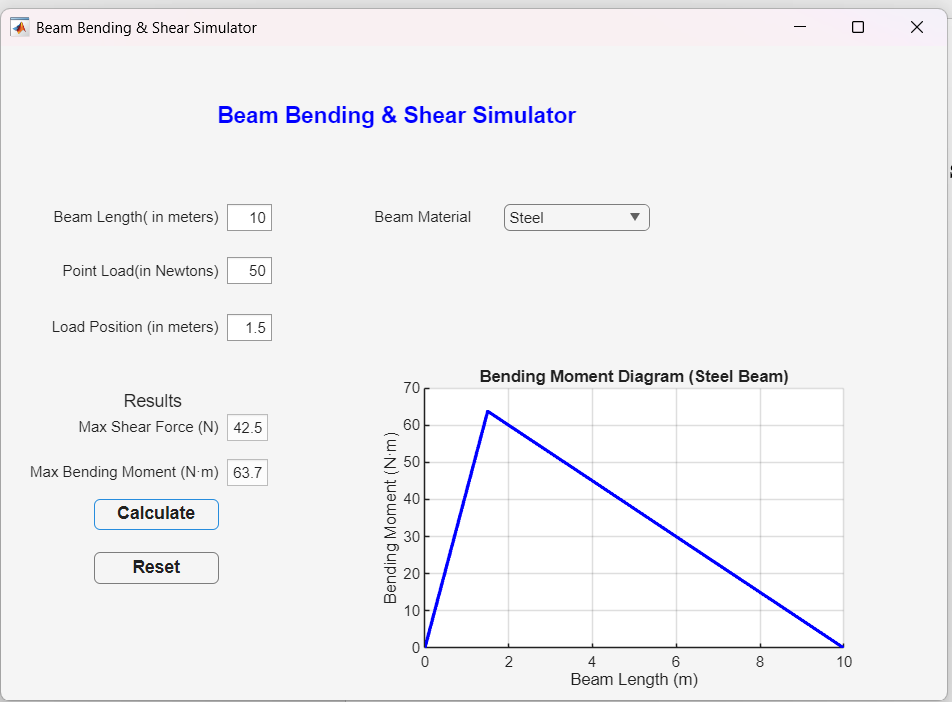 Beam Bending & Shear Simulator
Beam Bending & Shear Simulator
Beam Length( in meters) 10
Beam Material Steel
Point Load(in Newtons) 50
Load Position (in meters) 1.5
Results
Max Shear Force (N) 42.5
Max Bending Moment (N·m) 63.7
Calculate
Reset
Bending Moment Diagram (Steel Beam)
Bending Moment (N·m)
70
60
50
40
30
20
10
0
0 2 4 6 8 10
Beam Length (m)